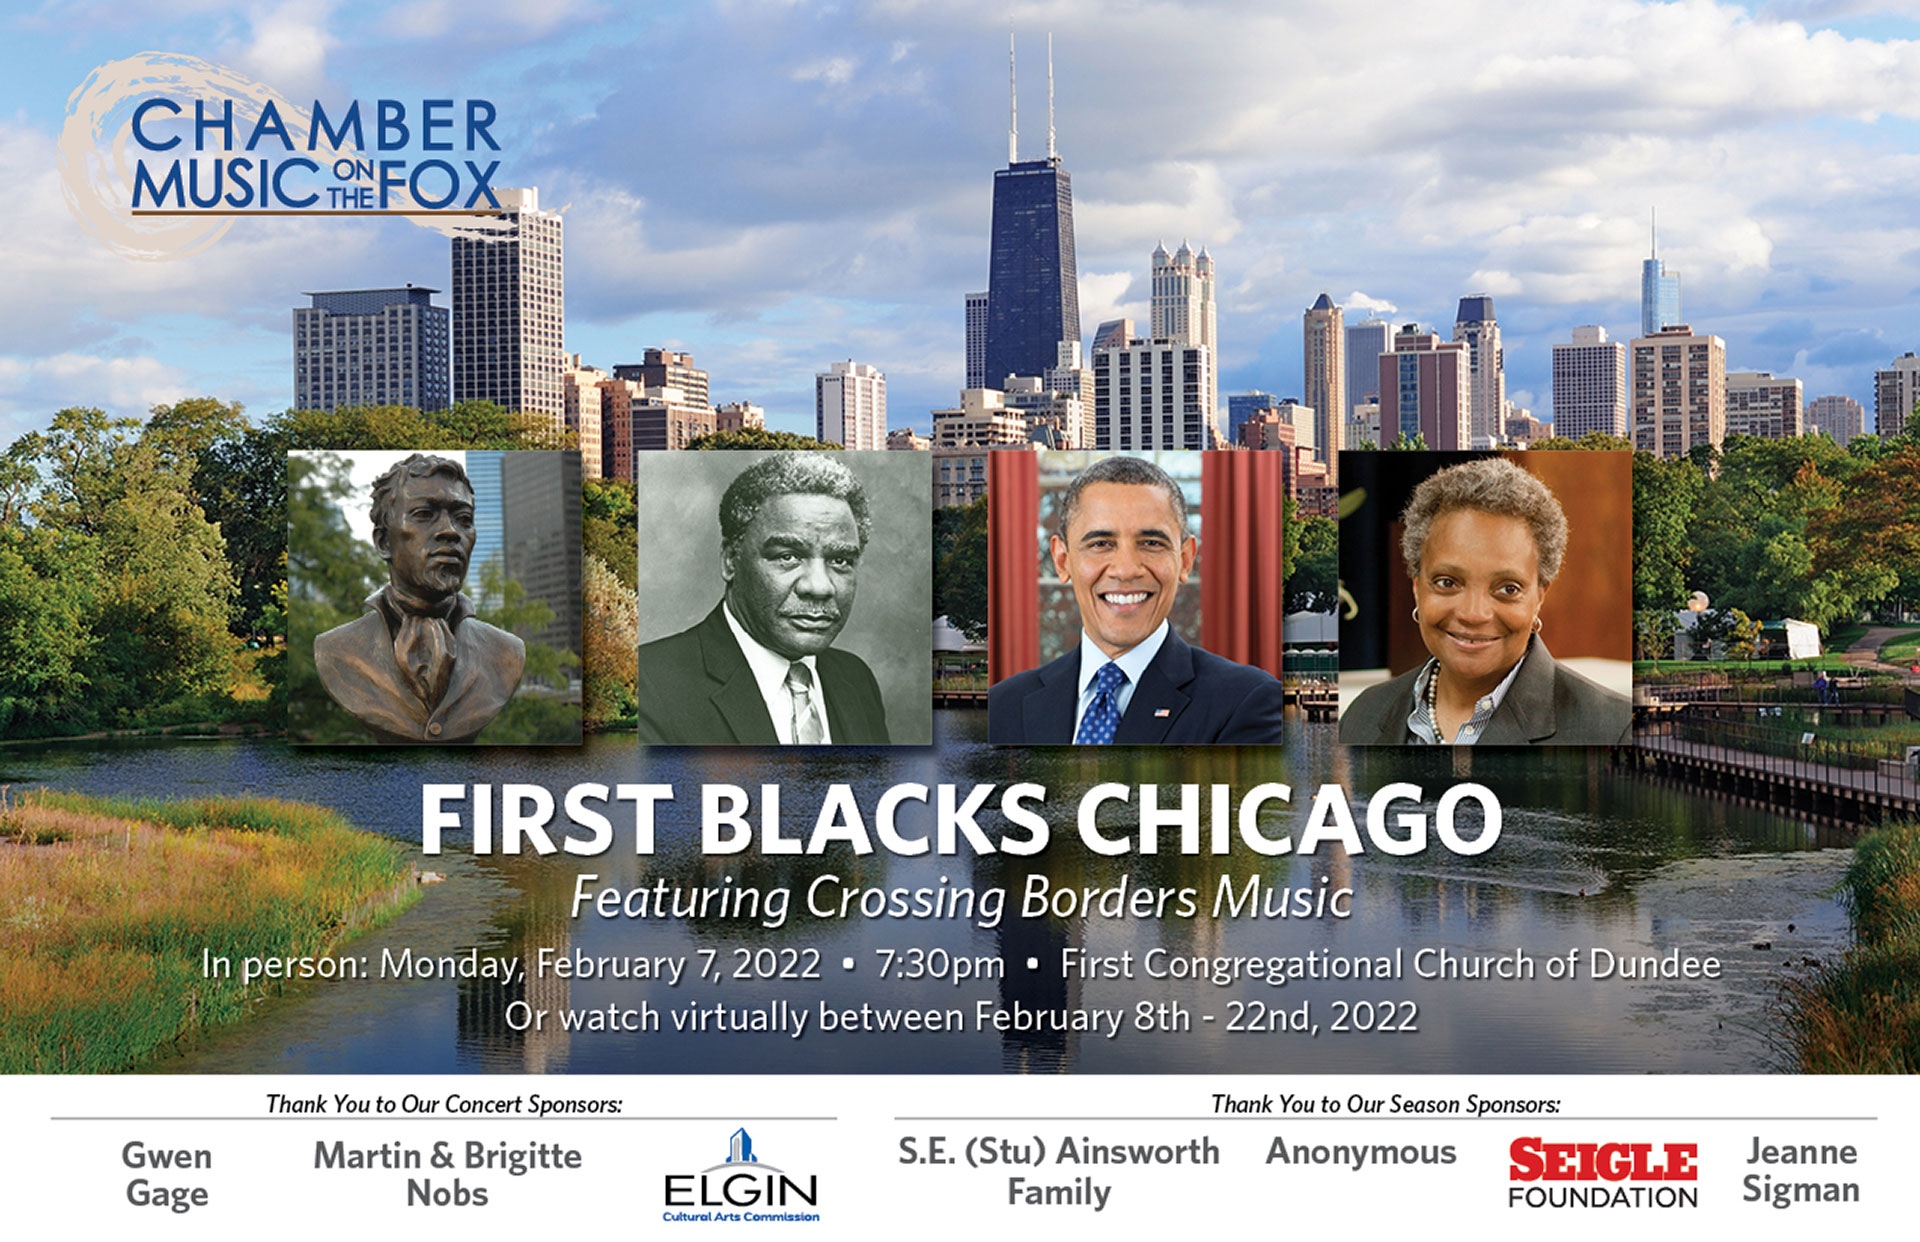 CHAMBER
MUSIC ON THE FOX
FIRST BLACKS CHICAGO
Featuring Crossing Borders Music
In person: Monday, February 7, 2022 • 7:30pm • First Congregational Church of Dundee
Or watch virtually between February 8th - 22nd, 2022
Thank You to Our Concert Sponsors:
Gwen
Gage
Martin & Brigitte
Nobs
ELGIN
Cultural Arts Commission
Thank You to Our Season Sponsors:
S.E. (Stu) Ainsworth
Family
Anonymous
SEIGLE
FOUNDATION
Jeanne
Sigman